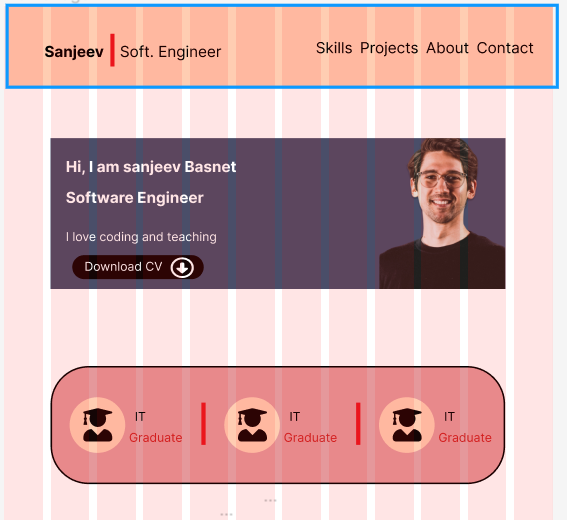 Sanjeev Soft. Engineer Skills Projects About Contact
Hi, I am sanjeev Basnet
Software Engineer
I love coding and teaching
Download CV
IT
Graduate
IT
Graduate
IT
Graduate